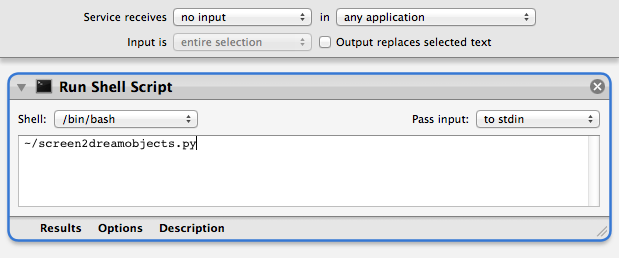 Service receives no input in any application
Input is entire selection Output replaces selected text
Run Shell Script
Shell: /bin/bash Pass input: to stdin
~/screen2dreamobjects.py
Results Options Description